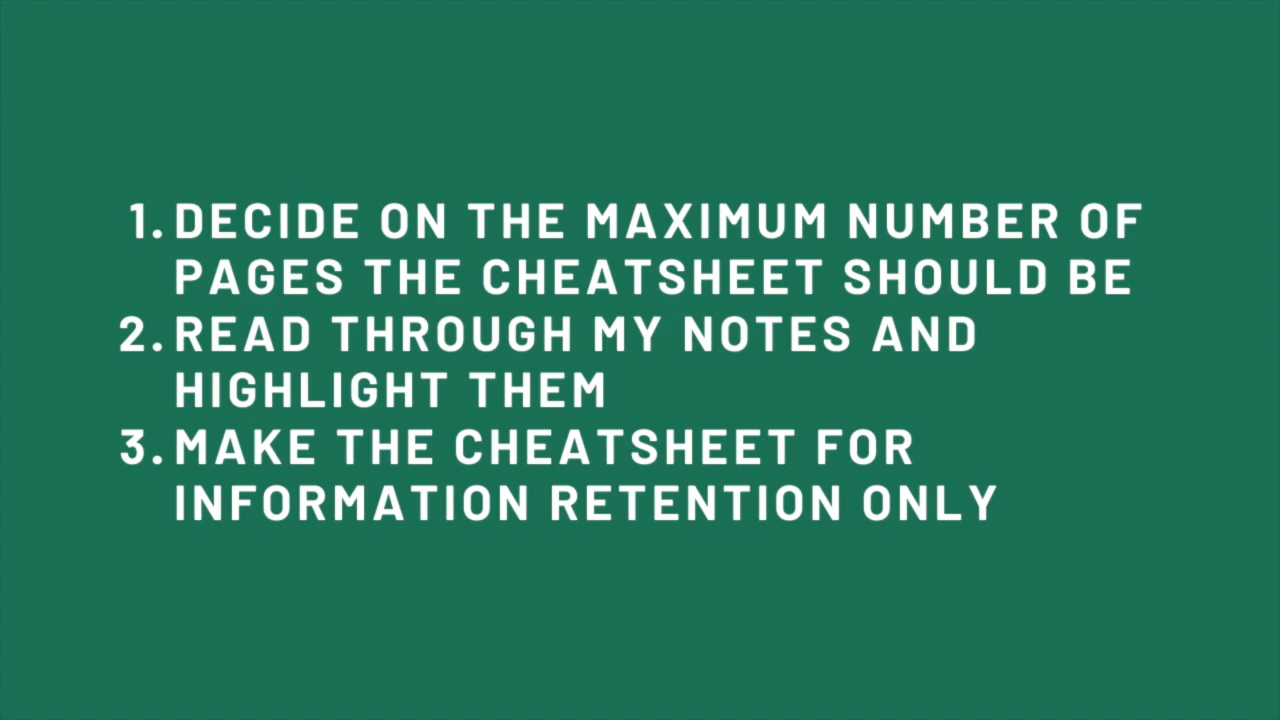 1. DECIDE ON THE MAXIMUM NUMBER OF
PAGES THE CHEATSHEET SHOULD BE
2. READ THROUGH MY NOTES AND
HIGHLIGHT THEM
3. MAKE THE CHEATSHEET FOR
INFORMATION RETENTION ONLY